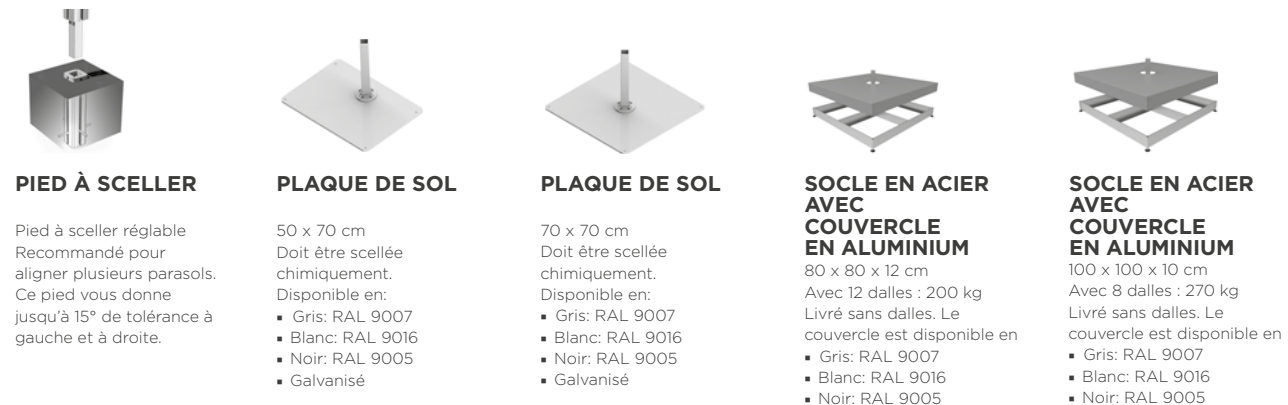 PIED À SCELLER
Pied à sceller réglable
Recommandé pour
aligner plusieurs parasols.
Ce pied vous donne
jusqu'à 15° de tolérance à
gauche et à droite.
PLAQUE DE SOL
50 x 70 cm
Doit être scellée
chimiquement.
Disponible en:
▪ Gris: RAL 9007
▪ Blanc: RAL 9016
▪ Noir: RAL 9005
▪ Galvanisé
PLAQUE DE SOL
70 x 70 cm
Doit être scellée
chimiquement.
Disponible en:
▪ Gris: RAL 9007
▪ Blanc: RAL 9016
▪ Noir: RAL 9005
▪ Galvanisé
SOCLE EN ACIER
AVEC
COUVERCLE
EN ALUMINIUM
80 x 80 x 12 cm
Avec 12 dalles : 200 kg
Livré sans dalles. Le
couvercle est disponible en
▪ Gris: RAL 9007
▪ Blanc: RAL 9016
▪ Noir: RAL 9005
SOCLE EN ACIER
AVEC
COUVERCLE
EN ALUMINIUM
100 x 100 x 10 cm
Avec 8 dalles : 270 kg
Livré sans dalles. Le
couvercle est disponible en
▪ Gris: RAL 9007
▪ Blanc: RAL 9016
▪ Noir: RAL 9005